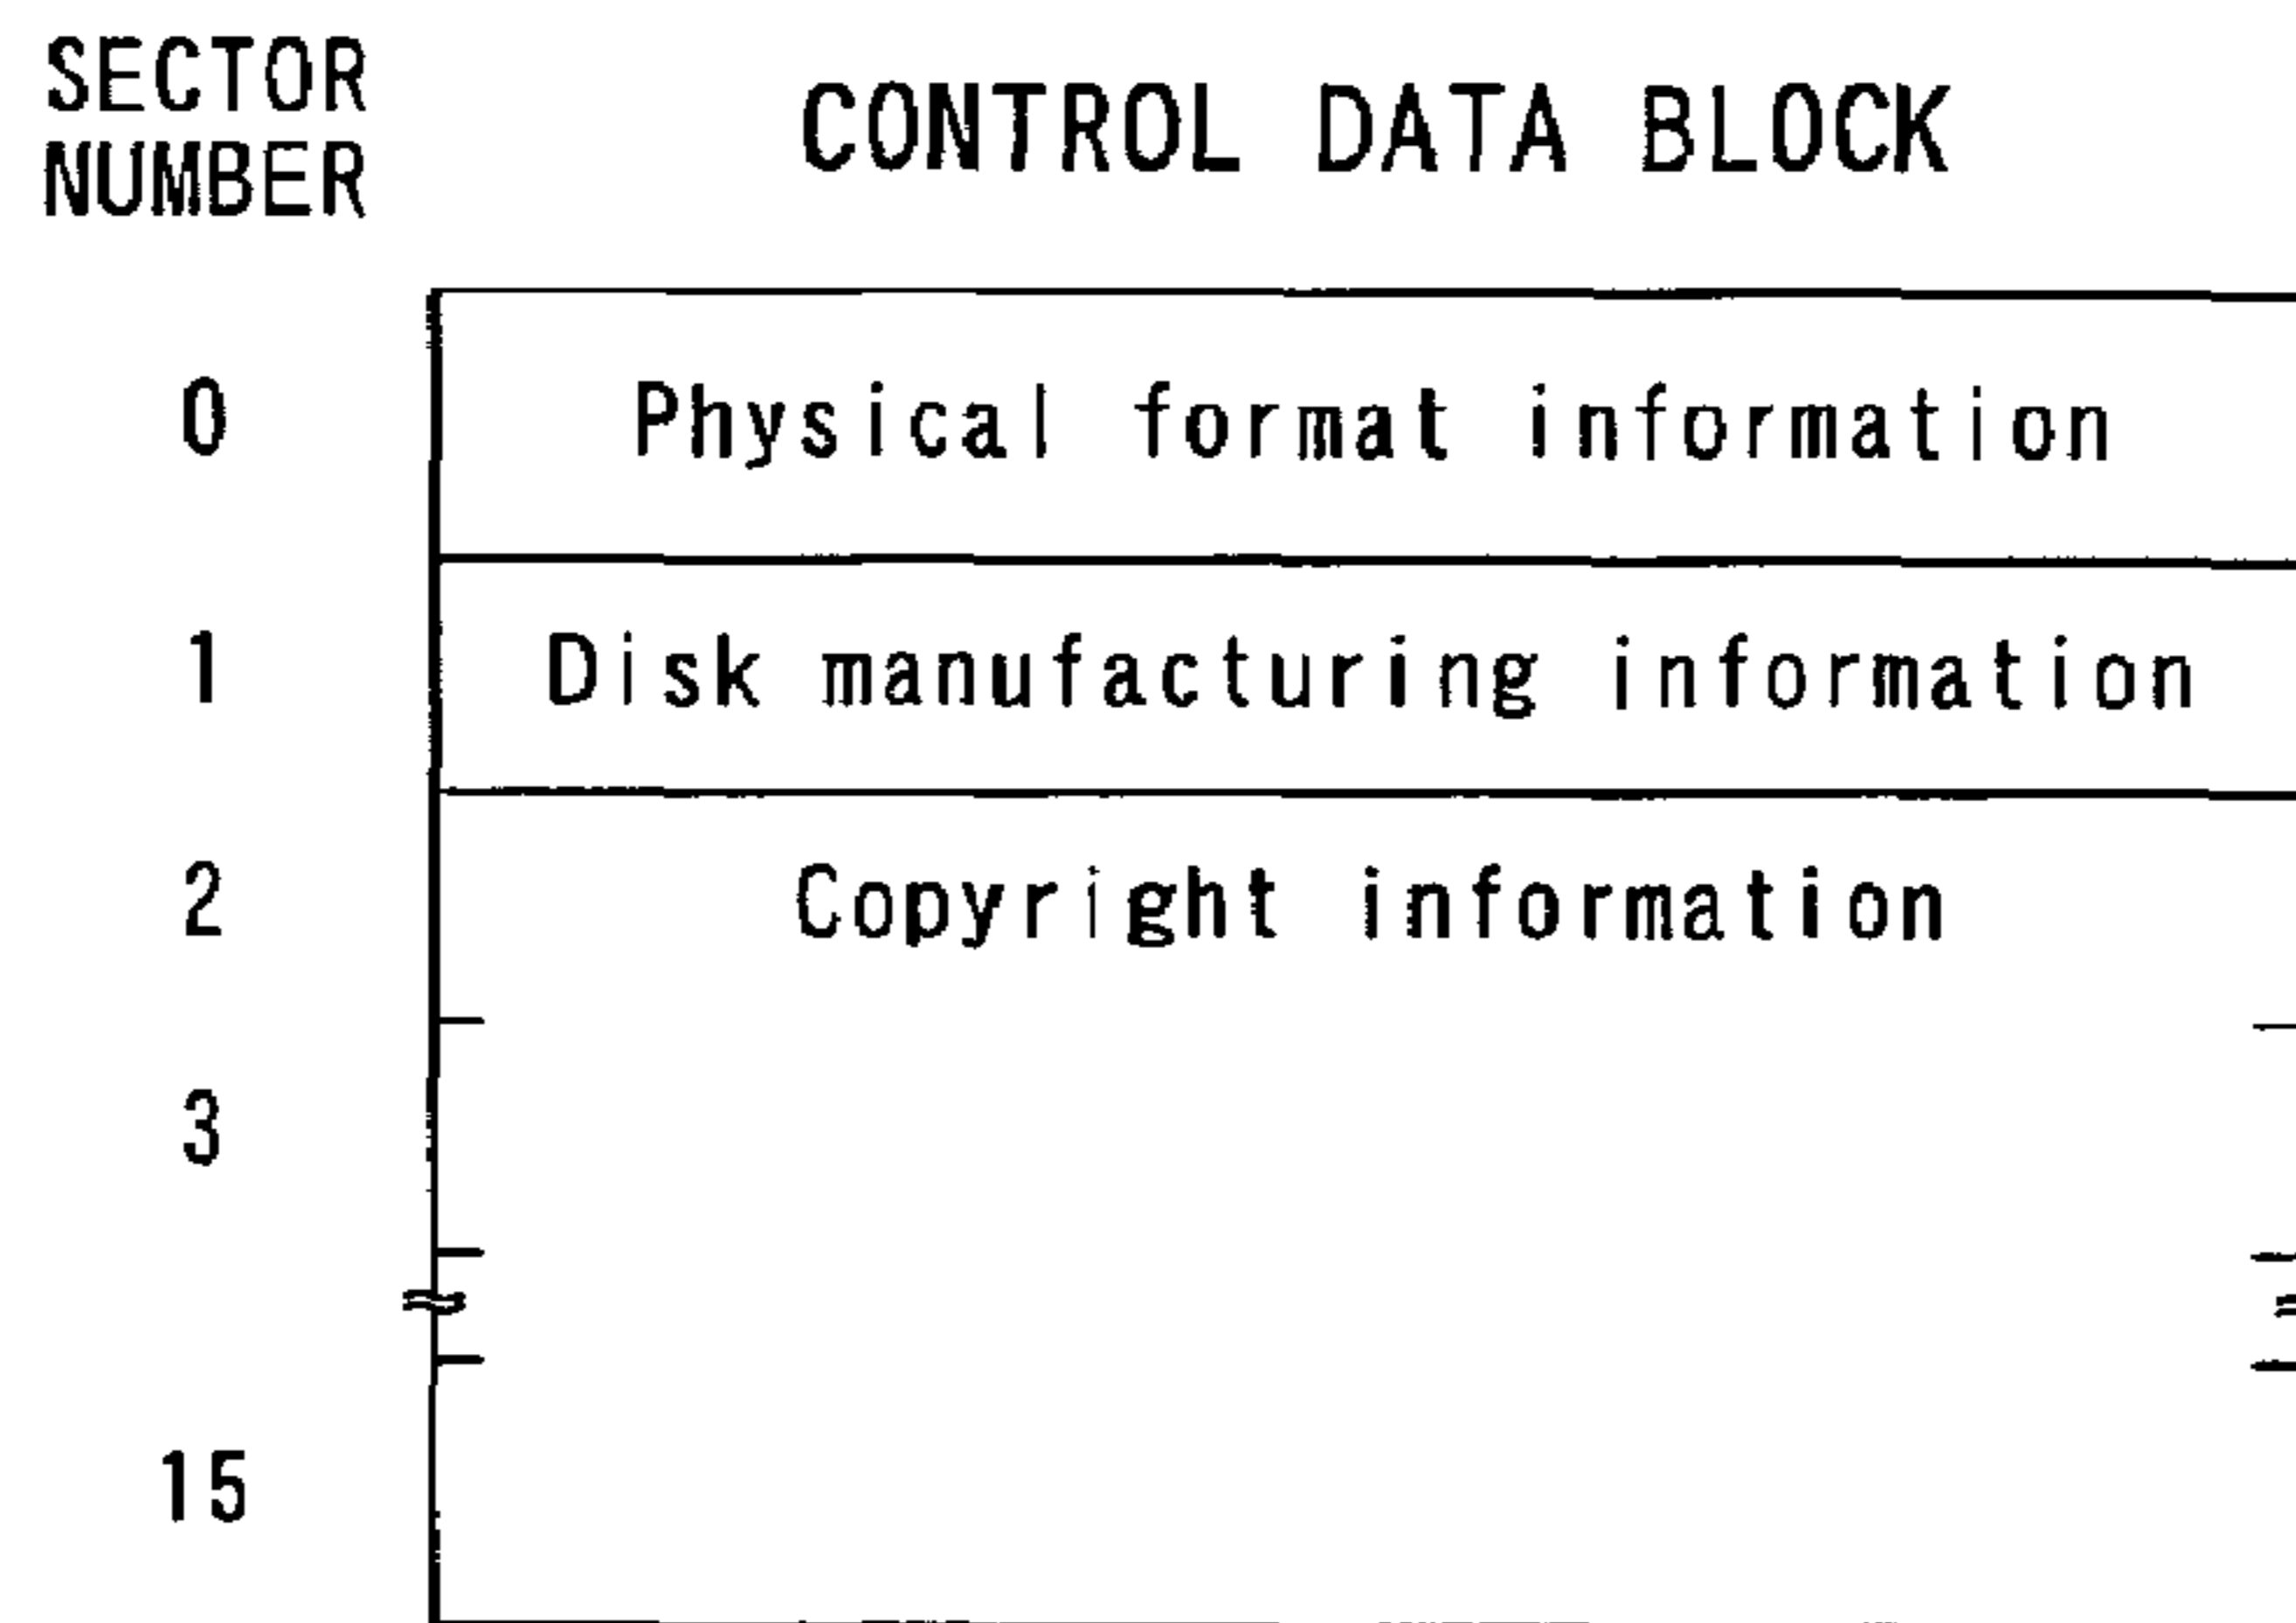 SECTOR
NUMBER
CONTROL DATA BLOCK
0 Physical format information
1 Disk manufacturing information
2 Copyright information
3
15